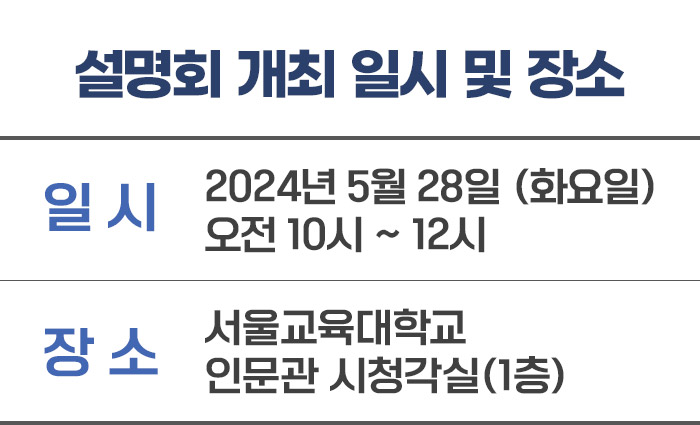 설명회 개최 일시 및 장소
일 시
2024년 5월 28일 (화요일)
오전 10시 ~ 12시
장 소
서울교육대학교
인문관 시청각실(1층)